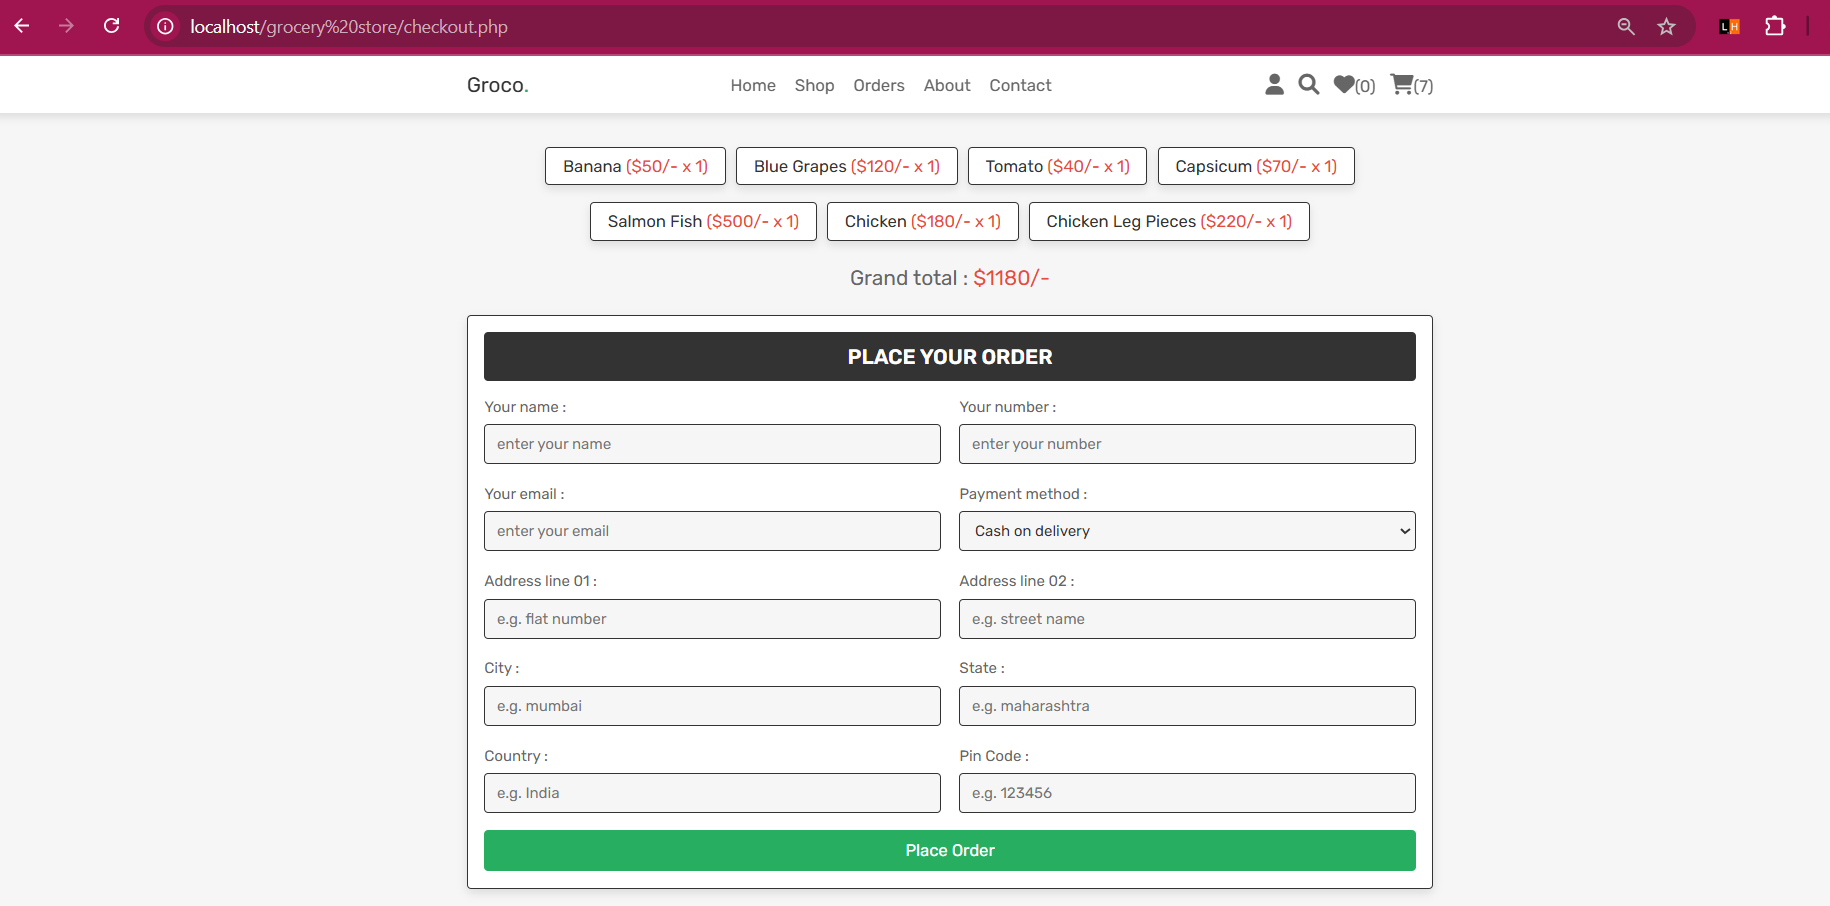 localhost/grocery%20store/checkout.php
LH
Groco. Home Shop Orders About Contact (0) (7)
Banana ($50/- x 1) Blue Grapes ($120/- x 1) Tomato ($40/- x 1) Capsicum ($70/- x 1)
Salmon Fish ($500/- x 1) Chicken ($180/- x 1) Chicken Leg Pieces ($220/- x 1)
Grand total : $1180/-
PLACE YOUR ORDER
Your name : Your number :
enter your name enter your number
Your email : Payment method :
enter your email Cash on delivery
Address line 01 : Address line 02 :
e.g. flat number e.g. street name
City : State :
e.g. mumbai e.g. maharashtra
Country : Pin Code :
e.g. India e.g. 123456
Place Order